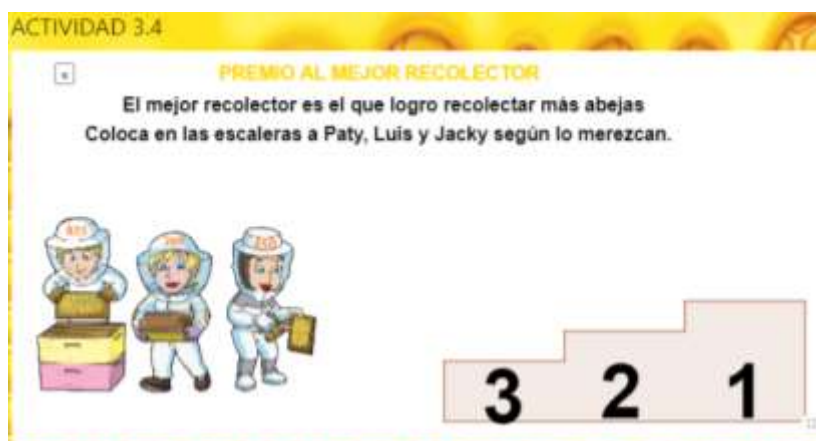 ACTIVIDAD 3.4
PREMIO AL MEJOR RECOLECTOR
El mejor recolector es el que logro recolectar más abejas
Coloca en las escaleras a Paty, Luis y Jacky según lo merezcan.
3 2 1